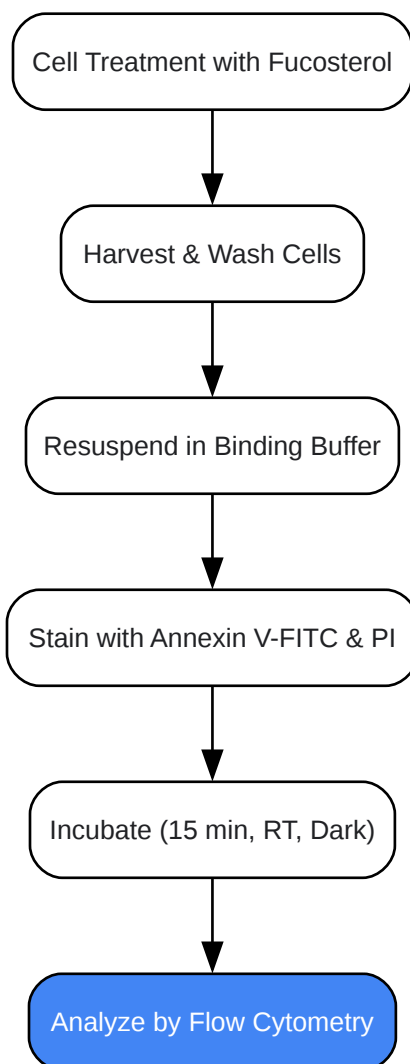 Cell Treatment with Fucosterol
Harvest & Wash Cells
Resuspend in Binding Buffer
Stain with Annexin V-FITC & PI
Incubate (15 min, RT, Dark)
Analyze by Flow Cytometry